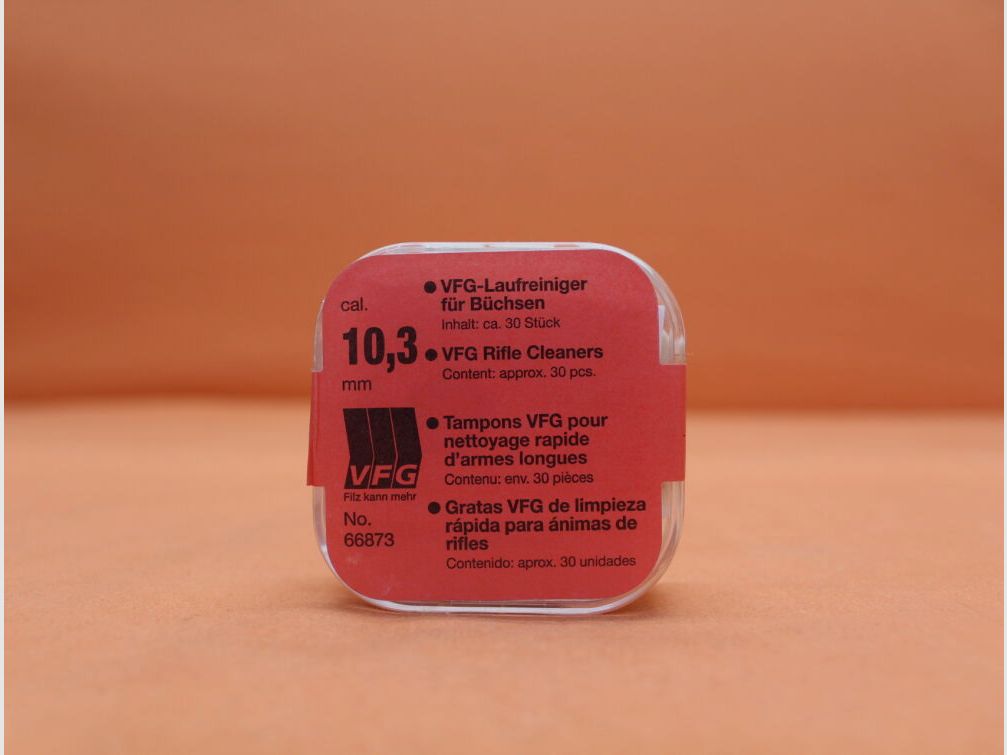 cal.
10,3
mm
VFG
Filz kann mehr
No.
66873
● VFG-Laufreiniger
für Büchsen
Inhalt: ca. 30 Stück
● VFG Rifle Cleaners
Content: approx. 30 pcs.
● Tampons VFG pour
nettoyage rapide
d'armes longues
Contenu: env. 30 pièces
● Gratas VFG de limpieza
rápida para ánimas de
rifles
Contenido: aprox. 30 unidades